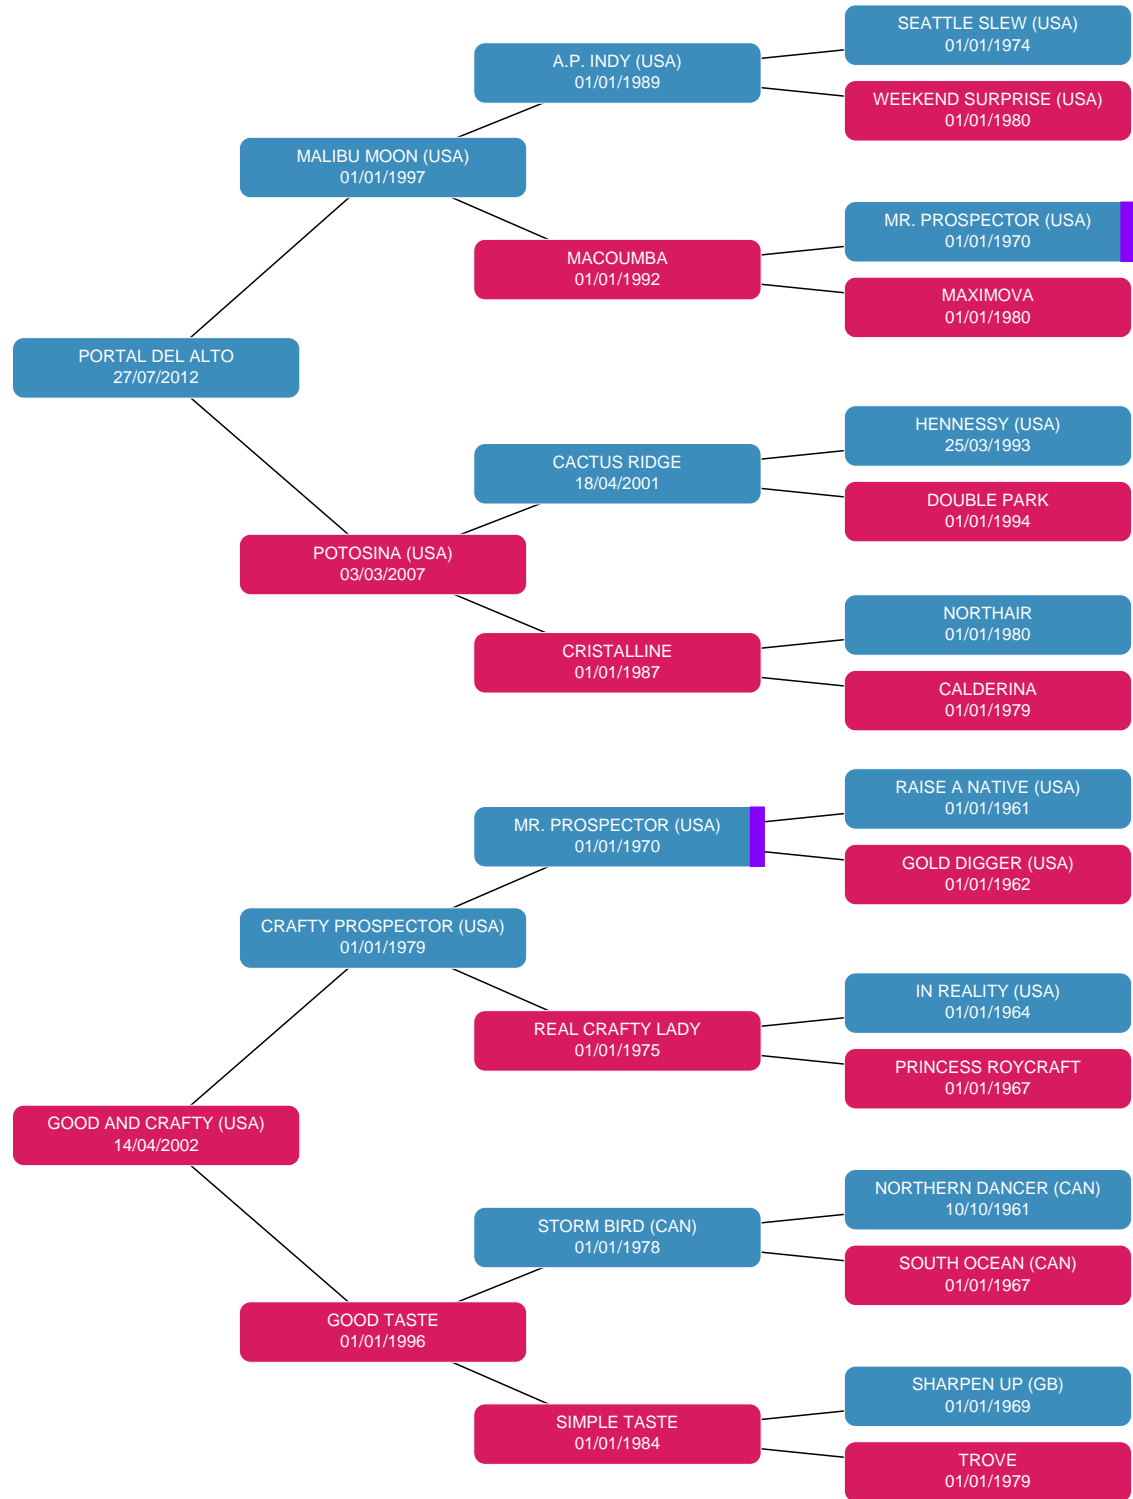 SEATTLE SLEW (USA)
01/01/1974
A.P. INDY (USA)
01/01/1989
WEEKEND SURPRISE (USA)
01/01/1980
MALIBU MOON (USA)
01/01/1997
MR. PROSPECTOR (USA)
01/01/1970
MACOUMBA
01/01/1992
MAXIMOVA
01/01/1980
PORTAL DEL ALTO
27/07/2012
HENNESSY (USA)
25/03/1993
CACTUS RIDGE
18/04/2001
DOUBLE PARK
01/01/1994
POTOSINA (USA)
03/03/2007
NORTHAIR
01/01/1980
CRISTALLINE
01/01/1987
CALDERINA
01/01/1979
RAISE A NATIVE (USA)
01/01/1961
MR. PROSPECTOR (USA)
01/01/1970
GOLD DIGGER (USA)
01/01/1962
CRAFTY PROSPECTOR (USA)
01/01/1979
IN REALITY (USA)
01/01/1964
REAL CRAFTY LADY
01/01/1975
PRINCESS ROYCRAFT
01/01/1967
GOOD AND CRAFTY (USA)
14/04/2002
NORTHERN DANCER (CAN)
10/10/1961
STORM BIRD (CAN)
01/01/1978
SOUTH OCEAN (CAN)
01/01/1967
GOOD TASTE
01/01/1996
SHARPEN UP (GB)
01/01/1969
SIMPLE TASTE
01/01/1984
TROVE
01/01/1979